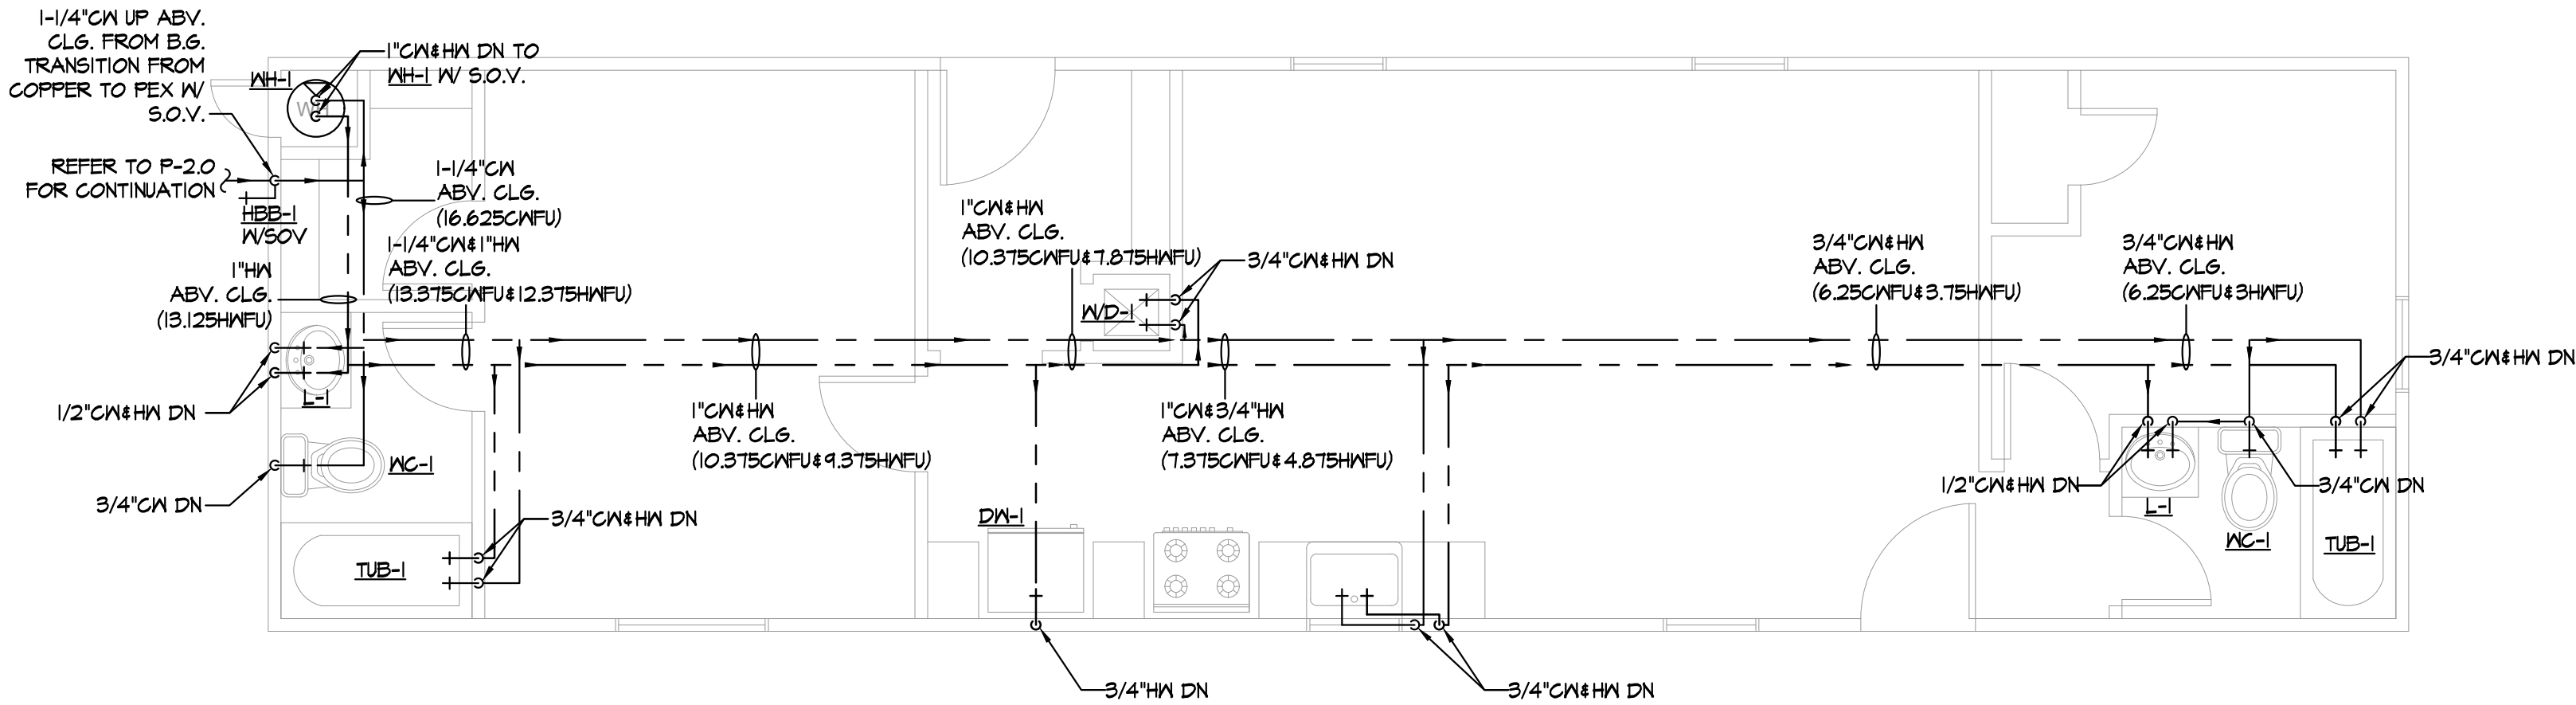 1-1/4"CW UP ABV.
CLG. FROM B.G.
TRANSITION FROM
COPPER TO PEX W/
S.O.V.
WH-1
WH
1"CW&HW DN TO
WH-1 W/ S.O.V.
REFER TO P-2.0
FOR CONTINUATION
HBB-1
W/SOV
1-1/4"CW
ABV. CLG.
(16.625CWFU)
1-1/4"CW&1"HW
ABV. CLG.
(13.375CWFU&12.375HWFU)
1"HW
ABV. CLG.
(13.125HWFU)
L-1
1/2"CW&HW DN
WC-1
3/4"CW DN
TUB-1
3/4"CW&HW DN
1"CW&HW
ABV. CLG.
(10.375CWFU&9.375HWFU)
1"CW&HW
ABV. CLG.
(10.375CWFU&7.875HWFU)
W/D-1
3/4"CW&HW DN
1"CW&3/4"HW
ABV. CLG.
(7.375CWFU&4.875HWFU)
DW-1
3/4"HW DN
3/4"CW&HW DN
3/4"CW&HW
ABV. CLG.
(6.25CWFU&3.75HWFU)
3/4"CW&HW
ABV. CLG.
(6.25CWFU&3HWFU)
3/4"CW&HW DN
1/2"CW&HW DN
3/4"CW DN
L-1
WC-1
TUB-1